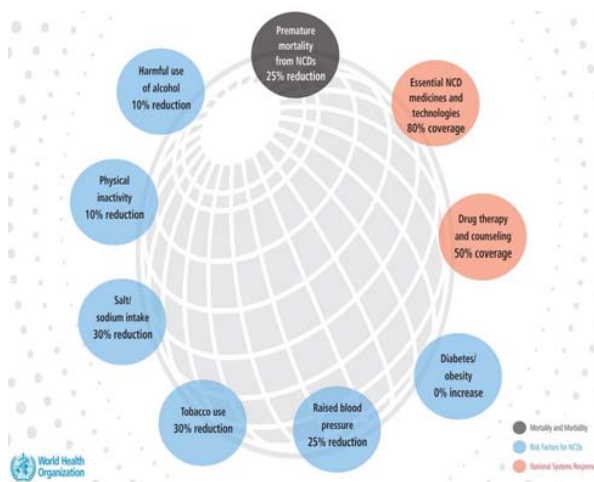 Premature
mortality
from NCDs
25% reduction
Essential NCD
medicines and
technologies
80% coverage
Drug therapy
and counseling
50% coverage
Diabetes/
obesity
0% increase
Raised blood
pressure
25% reduction
Tobacco use
30% reduction
Salt/
sodium intake
30% reduction
Physical
inactivity
10% reduction
Harmful use
of alcohol
10% reduction
Mortality and Morbidity
Risk Factors for NCDs
National Systems Respons
World Health
Organization